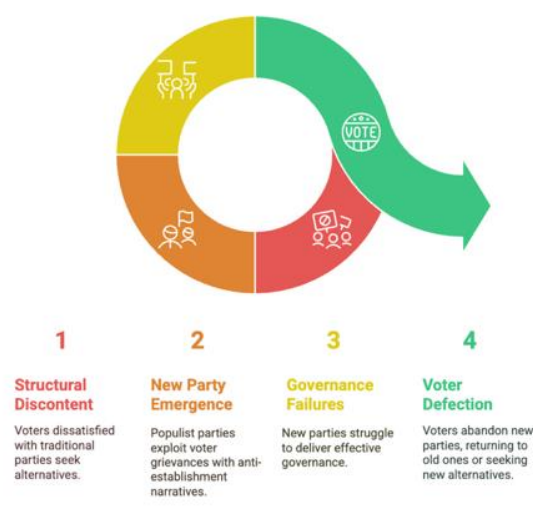 VOTE
1
2
3
4
Structural
Discontent
Voters dissatisfied
with traditional
parties seek
alternatives.
New Party
Emergence
Populist parties
exploit voter
grievances with anti-
establishment
narratives.
Governance
Failures
New parties struggle
to deliver effective
governance.
Voter
Defection
Voters abandon new
parties, returning to
old ones or seeking
new alternatives.